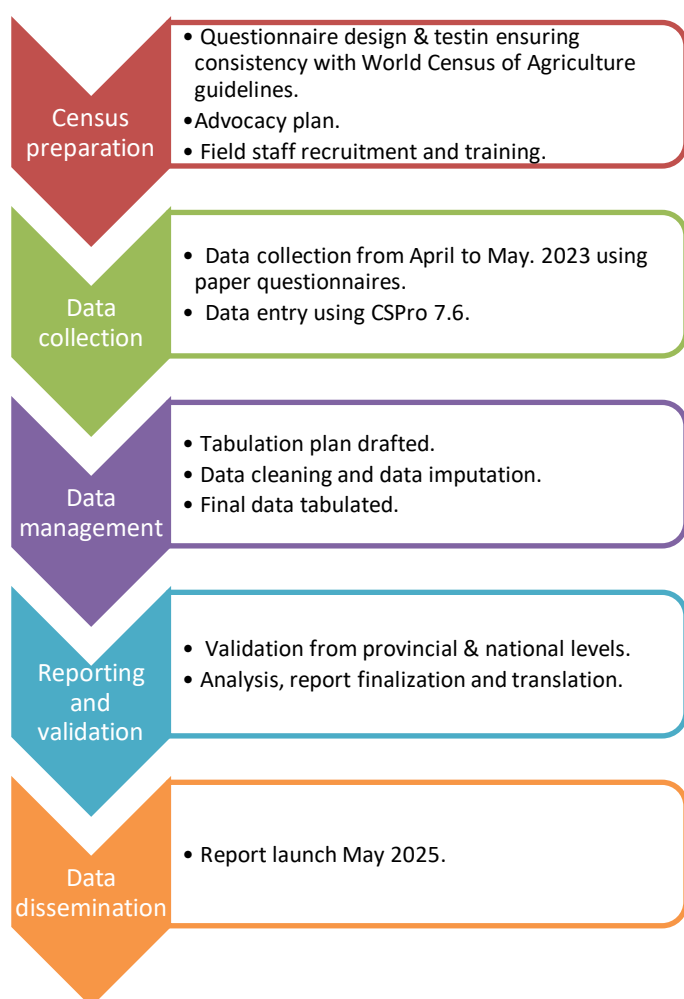 Census
preparation
• Questionnaire design & testin ensuring
consistency with World Census of Agriculture
guidelines.
•Advocacy plan.
• Field staff recruitment and training.
Data
collection
• Data collection from April to May. 2023 using
paper questionnaires.
• Data entry using CSPro 7.6.
Data
management
• Tabulation plan drafted.
• Data cleaning and data imputation.
• Final data tabulated.
Reporting
and
validation
• Validation from provincial & national levels.
• Analysis, report finalization and translation.
Data
dissemination
• Report launch May 2025.